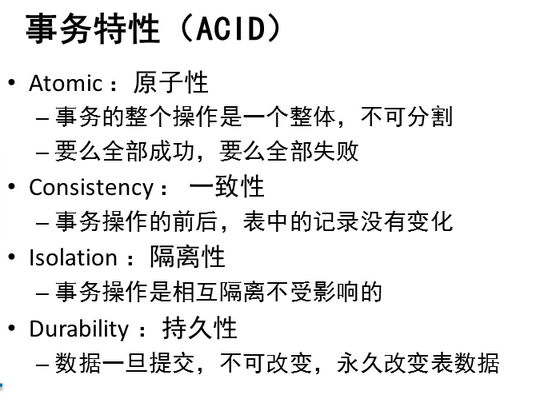 事务特性（ACID）
• Atomic：原子性
– 事务的整个操作是一个整体，不可分割
– 要么全部成功，要么全部失败
• Consistency： 一致性
– 事务操作的前后，表中的记录没有变化
• Isolation：隔离性
– 事务操作是相互隔离不受影响的
• Durability ：持久性
– 数据一旦提交，不可改变，永久改变表数据